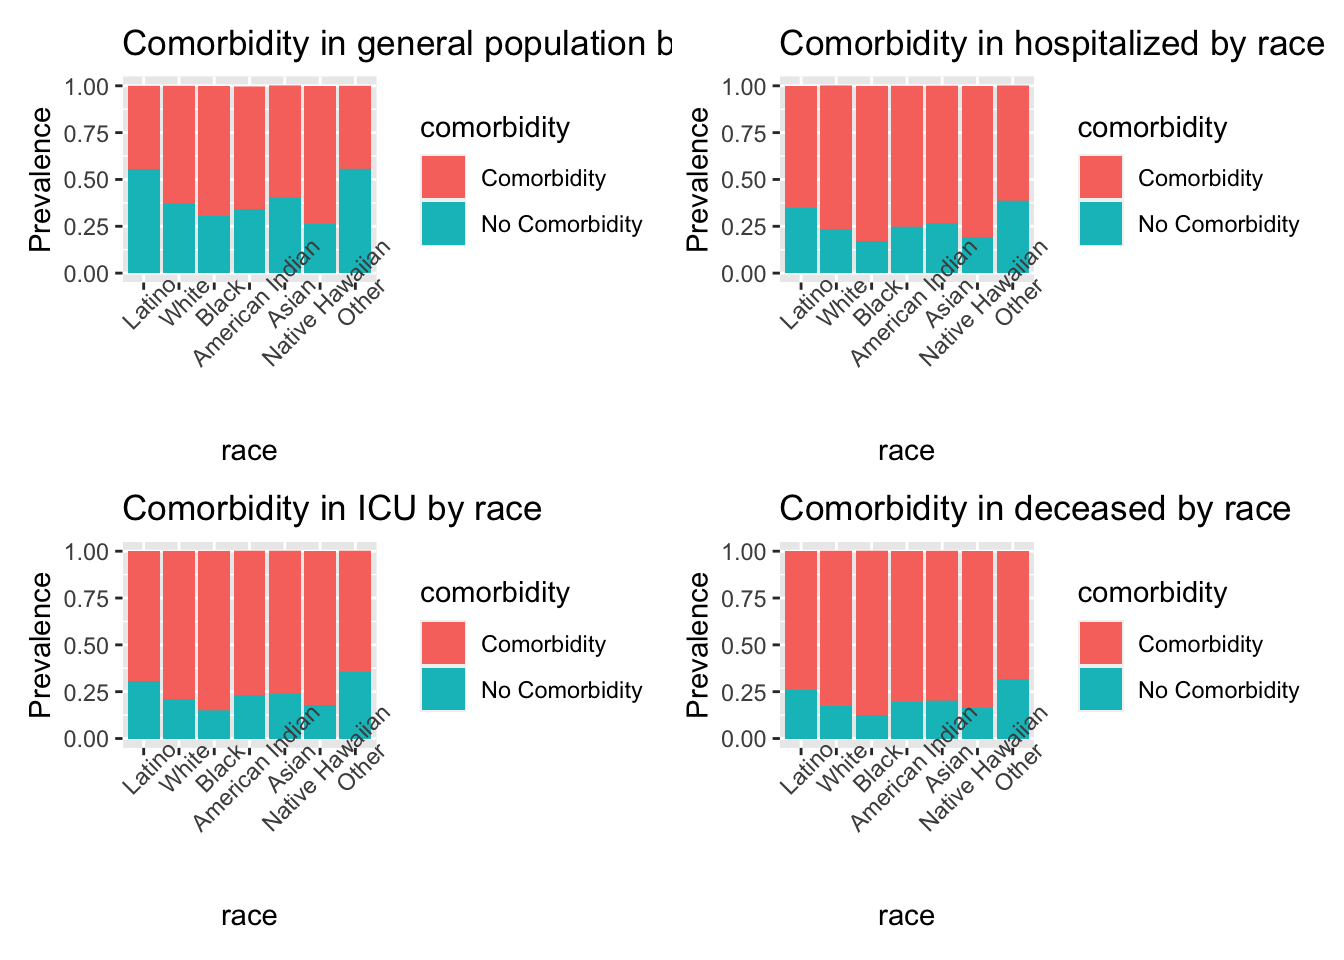 Comorbidity in general population b
1.00
0.75
0.50
0.25
0.00
Prevalence
Latino
White
Black
American Indian
Asian
Native Hawaiian
Other
race
comorbidity
Comorbidity
No Comorbidity
Comorbidity in hospitalized by race
1.00
0.75
0.50
0.25
0.00
Prevalence
Latino
White
Black
American Indian
Asian
Native Hawaiian
Other
race
comorbidity
Comorbidity
No Comorbidity
Comorbidity in ICU by race
1.00
0.75
0.50
0.25
0.00
Prevalence
Latino
White
Black
American Indian
Asian
Native Hawaiian
Other
race
comorbidity
Comorbidity
No Comorbidity
Comorbidity in deceased by race
1.00
0.75
0.50
0.25
0.00
Prevalence
Latino
White
Black
American Indian
Asian
Native Hawaiian
Other
race
comorbidity
Comorbidity
No Comorbidity